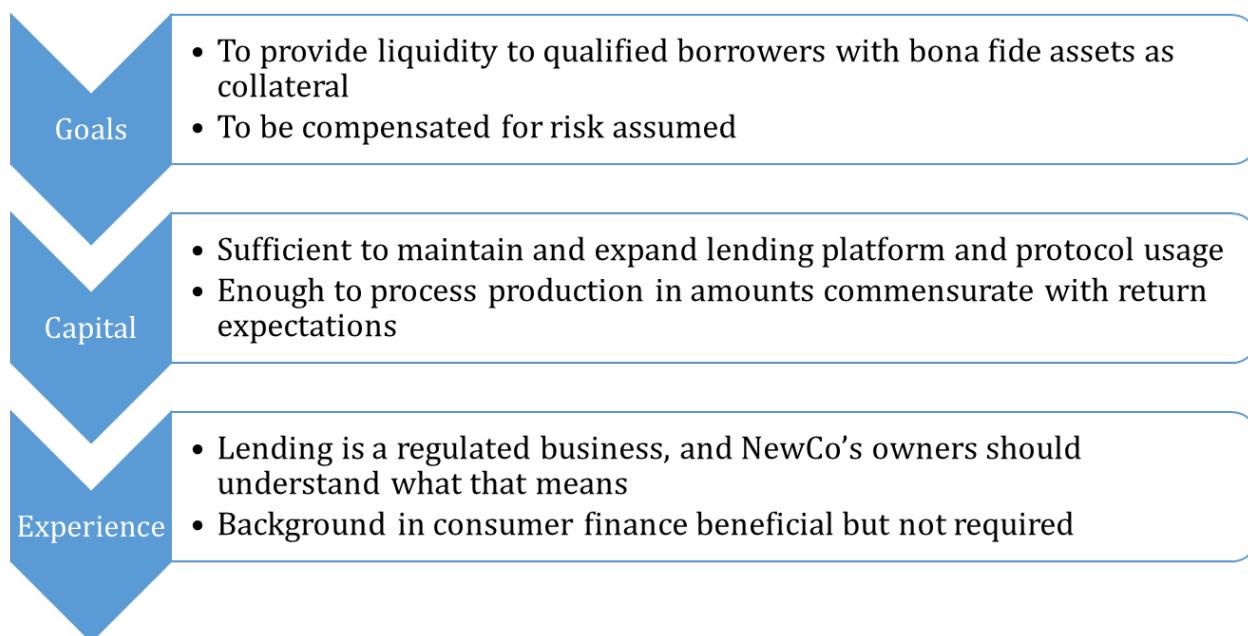 Goals
• To provide liquidity to qualified borrowers with bona fide assets as
collateral
• To be compensated for risk assumed
Capital
• Sufficient to maintain and expand lending platform and protocol usage
• Enough to process production in amounts commensurate with return
expectations
Experience
• Lending is a regulated business, and NewCo’s owners should
understand what that means
• Background in consumer finance beneficial but not required